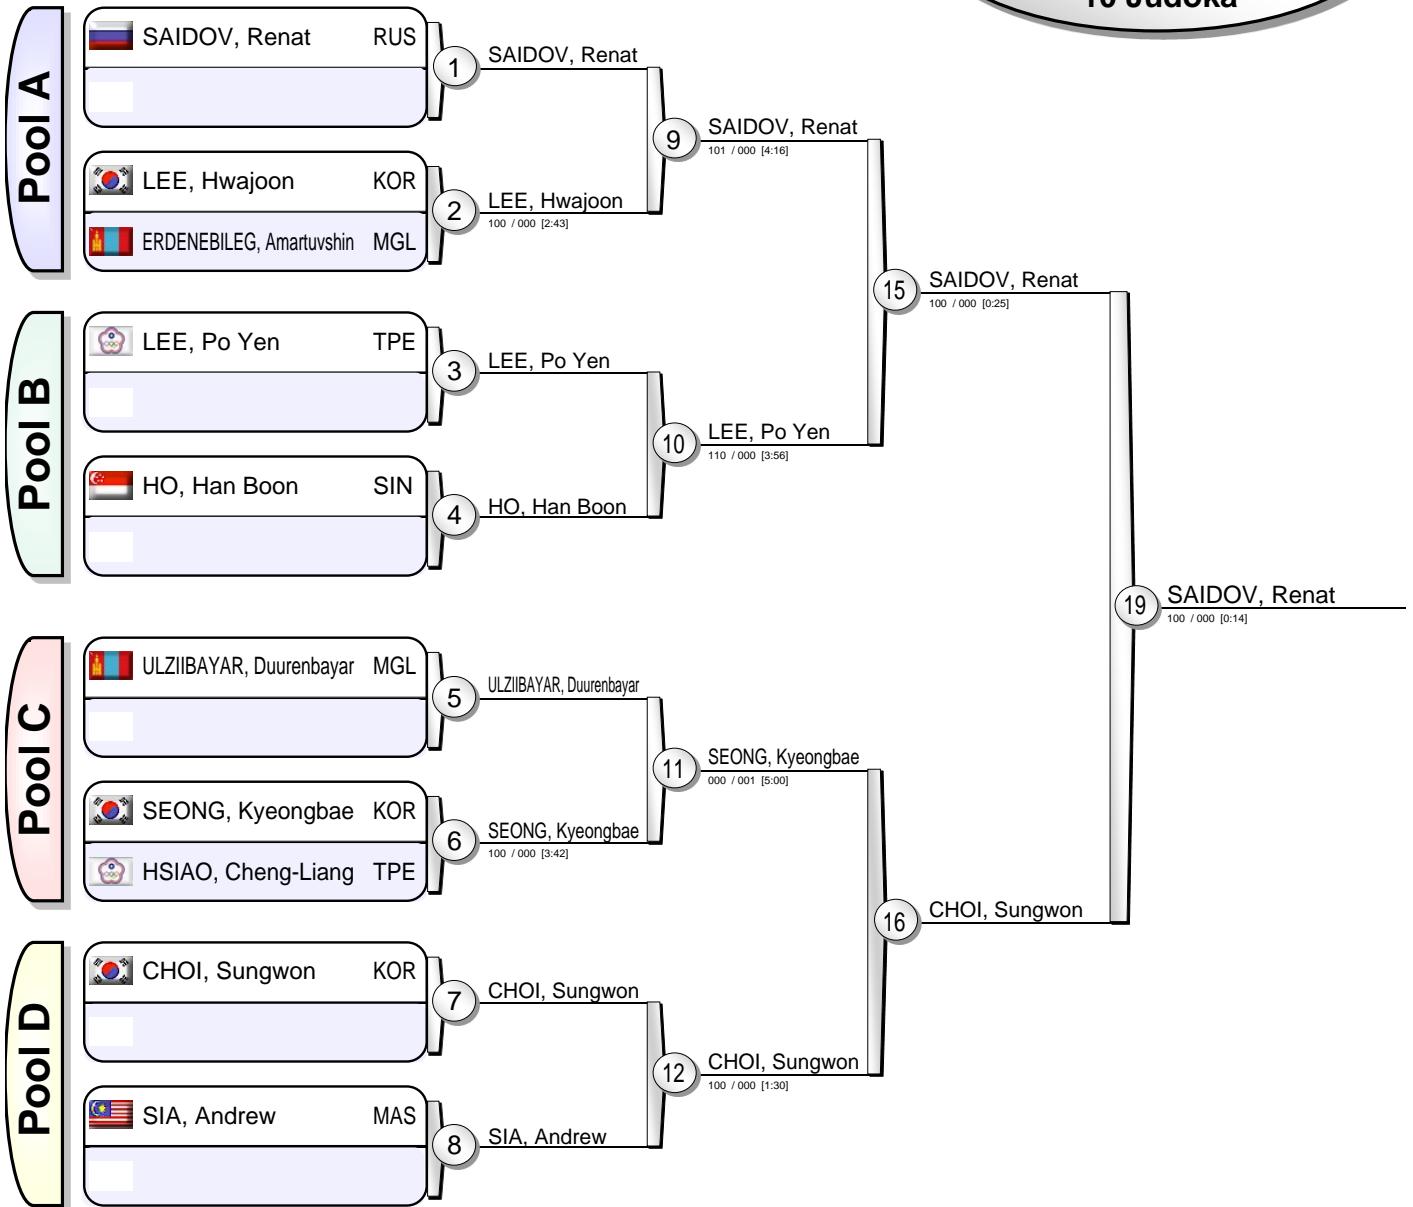 10 Judoka
Pool A
SAIDOV, Renat RUS
1
SAIDOV, Renat
LEE, Hwajoon KOR
ERDENEBILEG, Amartuvshin MGL
2
LEE, Hwajoon
100 / 000 [2:43]
9
SAIDOV, Renat
101 / 000 [4:16]
Pool B
LEE, Po Yen TPE
3
LEE, Po Yen
HO, Han Boon SIN
4
HO, Han Boon
10
LEE, Po Yen
110 / 000 [3:56]
15
SAIDOV, Renat
100 / 000 [0:25]
Pool C
ULZIIBAYAR, Duurenbayar MGL
5
ULZIIBAYAR, Duurenbayar
SEONG, Kyeongbae KOR
HSIAO, Cheng-Liang TPE
6
SEONG, Kyeongbae
100 / 000 [3:42]
11
SEONG, Kyeongbae
000 / 001 [5:00]
Pool D
CHOI, Sungwon KOR
7
CHOI, Sungwon
SIA, Andrew MAS
8
SIA, Andrew
12
CHOI, Sungwon
100 / 000 [1:30]
16
CHOI, Sungwon
19
SAIDOV, Renat
100 / 000 [0:14]